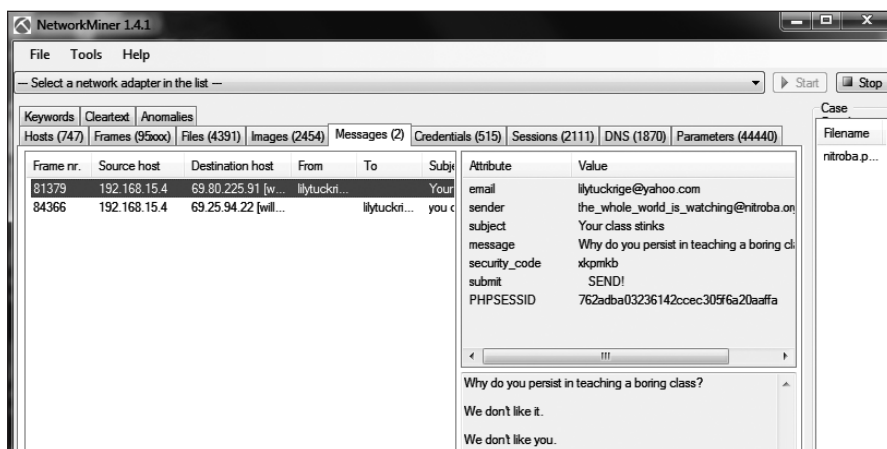 NetworkMiner 1.4.1
File Tools Help
--- Select a network adapter in the list ---
Start Stop
Keywords Cleartext Anomalies
Hosts (747) Frames (95xxx) Files (4391) Images (2454) Messages (2) Credentials (515) Sessions (2111) DNS (1870) Parameters (44440)
Frame nr. Source host Destination host From To Subje
81379 192.168.15.4 69.80.225.91 [w... lilytuckri... Your
84366 192.168.15.4 69.25.94.22 [will... lilytuckri... you c
Attribute Value
email lilytuckrige@yahoo.com
sender the_whole_world_is_watching@nitroba.or
subject Your class stinks
message Why do you persist in teaching a boring cl
security_code xkpmkb
submit SEND!
PHPSESSID 762adba03236142ccec305f6a20aaffa
Why do you persist in teaching a boring class?
We don't like it.
We don't like you.
Case
Filename
nitroba.p...